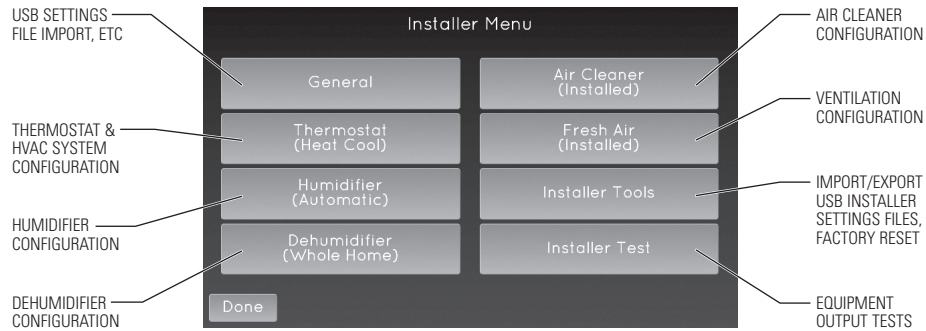 USB SETTINGS
FILE IMPORT, ETC
THERMOSTAT &
HVAC SYSTEM
CONFIGURATION
HUMIDIFIER
CONFIGURATION
DEHUMIDIFIER
CONFIGURATION
Installer Menu
General
Thermostat
(Heat Cool)
Humidifier
(Automatic)
Dehumidifier
(Whole Home)
Air Cleaner
(Installed)
Fresh Air
(Installed)
Installer Tools
Installer Test
Done
AIR CLEANER
CONFIGURATION
VENTILATION
CONFIGURATION
IMPORT/EXPORT
USB INSTALLER
SETTINGS FILES,
FACTORY RESET
EQUIPMENT
OUTPUT TESTS